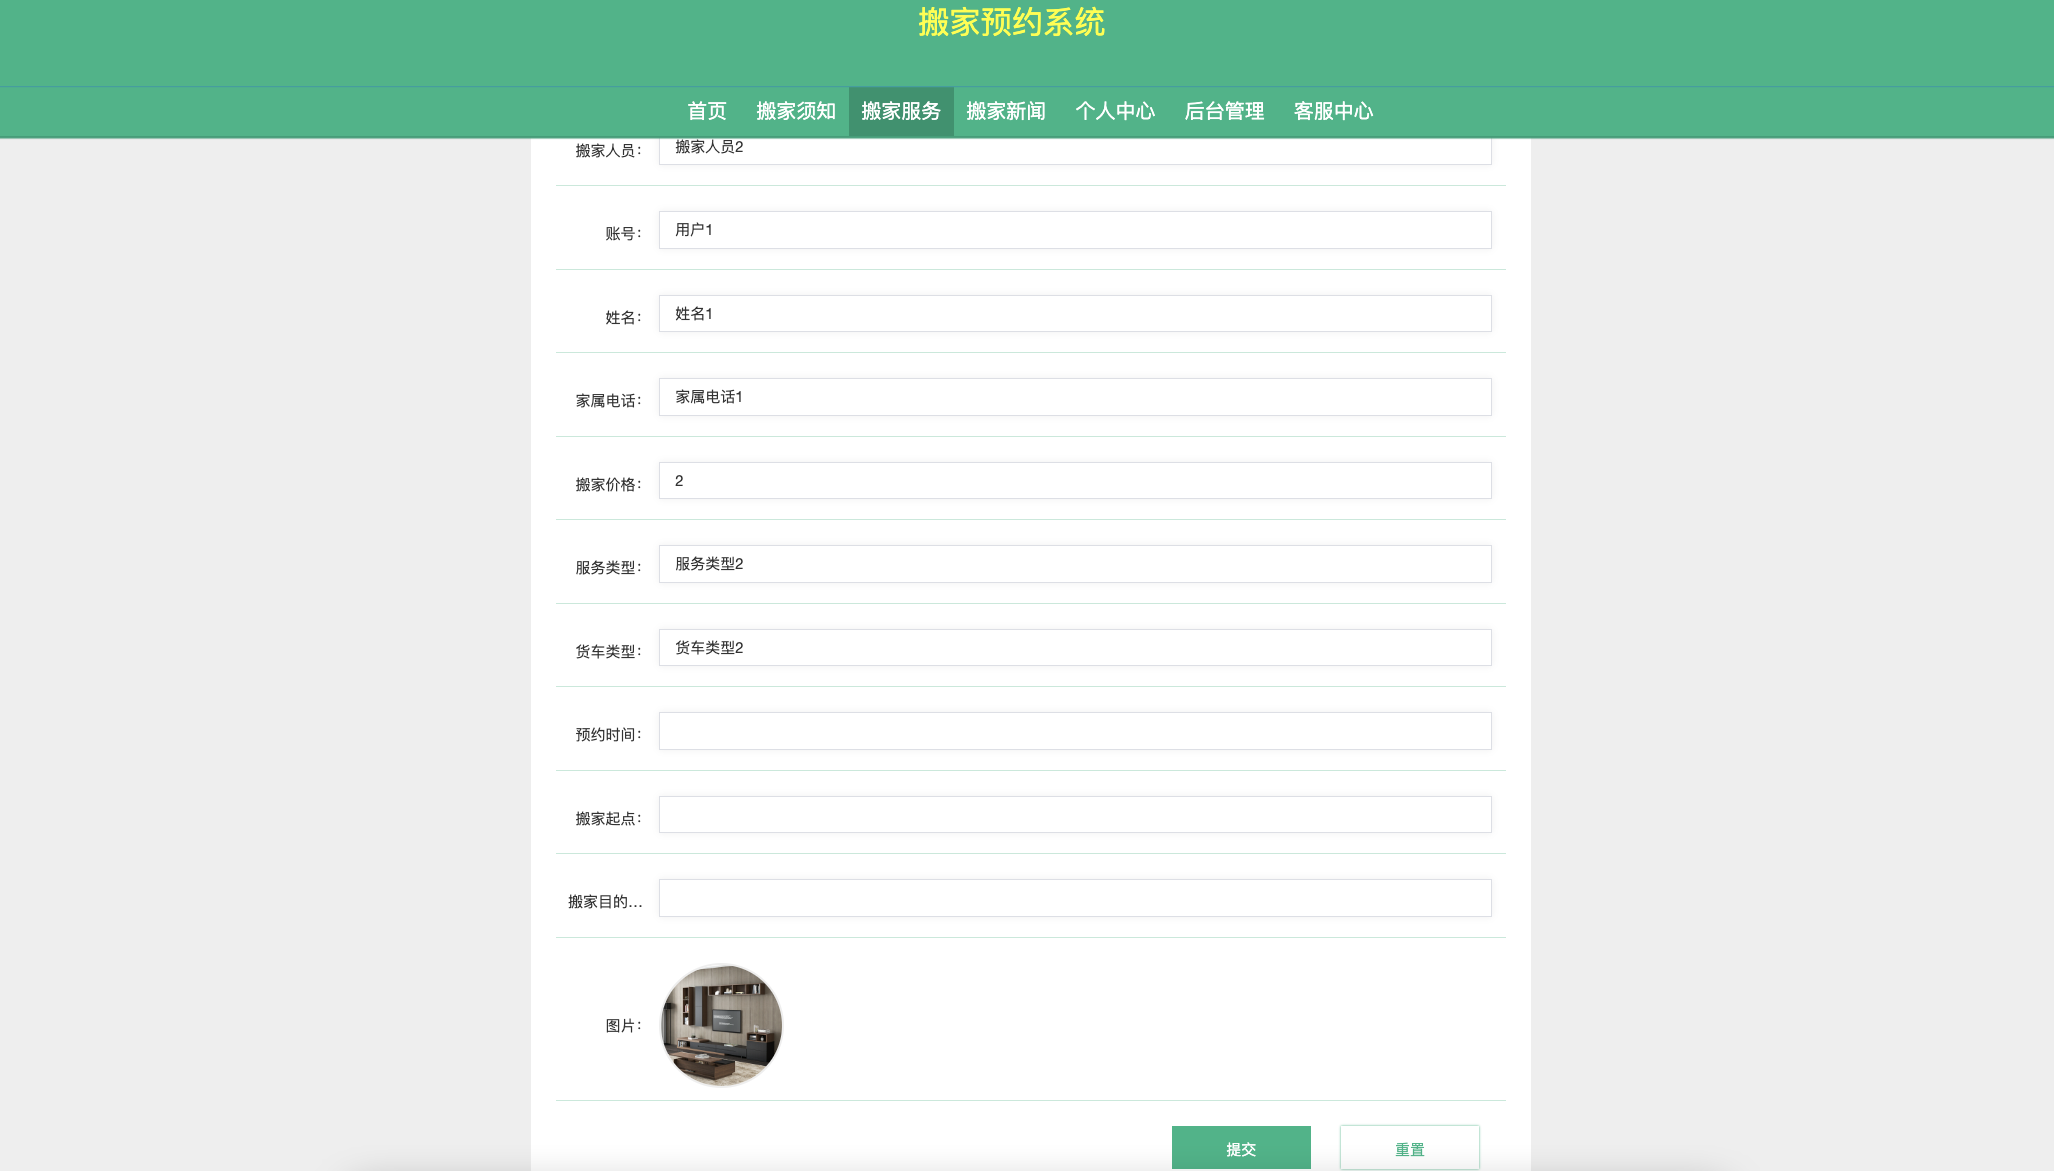 搬家预约系统
首页 搬家须知 搬家服务 搬家新闻 个人中心 后台管理 客服中心
搬家人员： 搬家人员2
账号： 用户1
姓名： 姓名1
家属电话： 家属电话1
搬家价格： 2
服务类型： 服务类型2
货车类型： 货车类型2
预约时间：
搬家起点：
搬家目的...
图片：
提交 重置